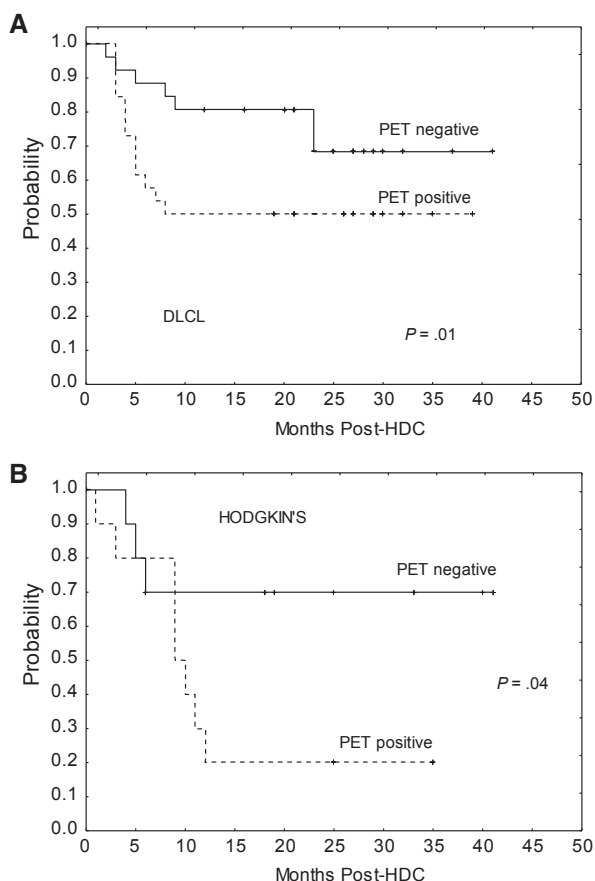 A
1.0
0.9
0.8
0.7
0.6
0.5
0.4
0.3
0.2
0.1
0.0
Probability
PET negative
PET positive
DLCL
P = .01
0 5 10 15 20 25 30 35 40 45 50
Months Post-HDC
B
1.0
0.9
0.8
0.7
0.6
0.5
0.4
0.3
0.2
0.1
0.0
Probability
HODGKIN'S
PET negative
P = .04
PET positive
0 5 10 15 20 25 30 35 40 45 50
Months Post-HDC